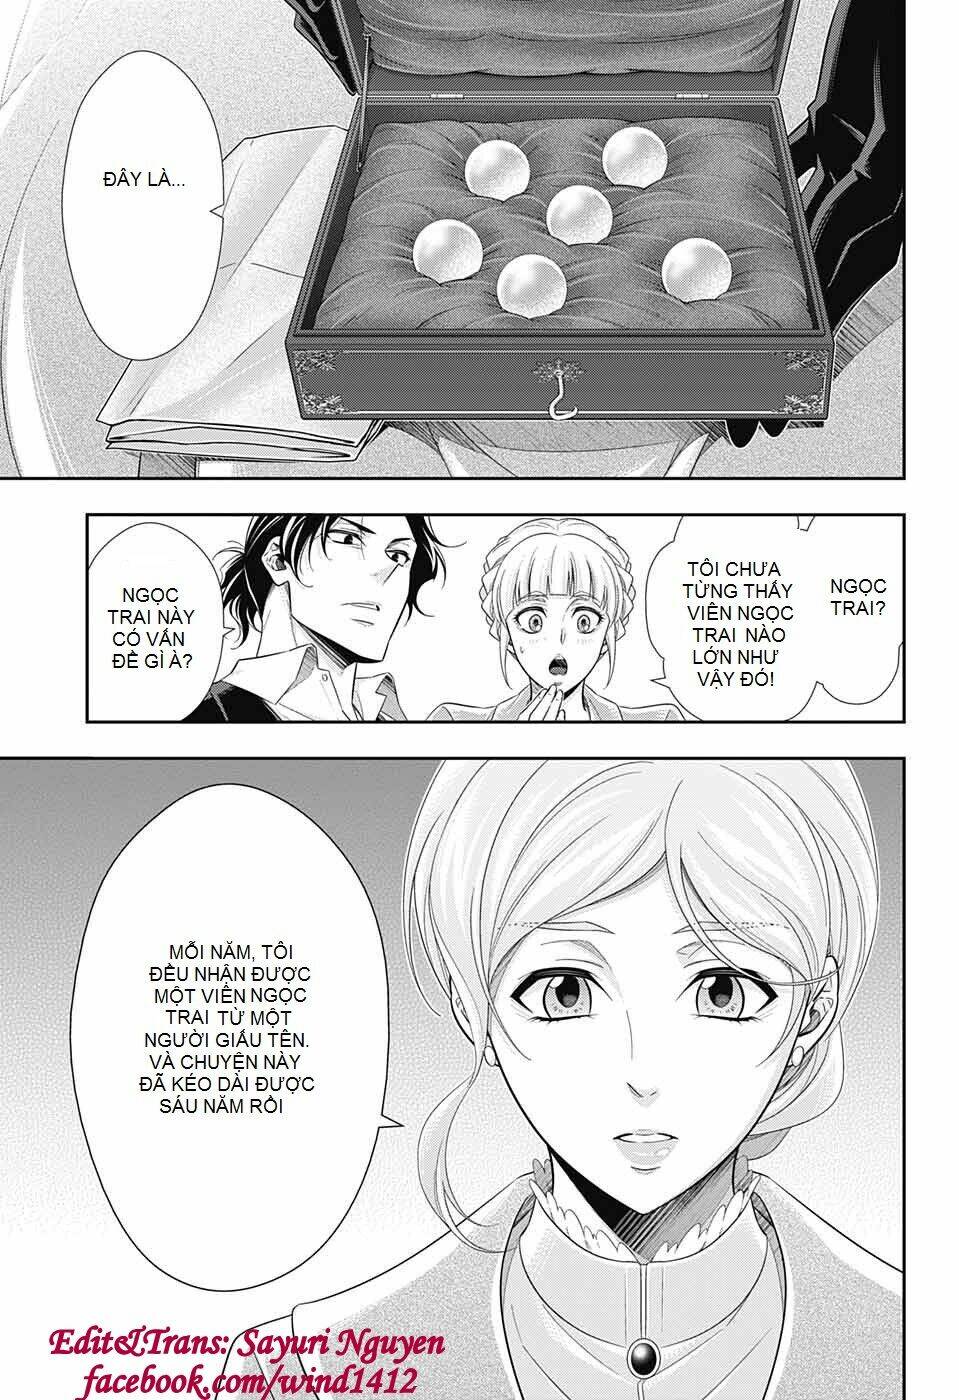 ĐÂY LÀ...
NGỌC
TRAI?
TÔI CHƯA
TỪNG THẤY
VIÊN NGỌC
TRAI NÀO
LỚN NHƯ
VẬY ĐÓ!
NGỌC
TRAI NÀY
CÓ VẤN
ĐỀ GÌ À?
MỖI NĂM, TÔI
ĐỀU NHẬN ĐƯỢC
MỘT VIÊN NGỌC
TRAI TỪ MỘT
NGƯỜI GIẤU TÊN.
VÀ CHUYỆN NÀY
ĐÃ KÉO DÀI ĐƯỢC
SÁU NĂM RỒI
Edit&Trans: Sayuri Nguyen
facebook.com/wind1412